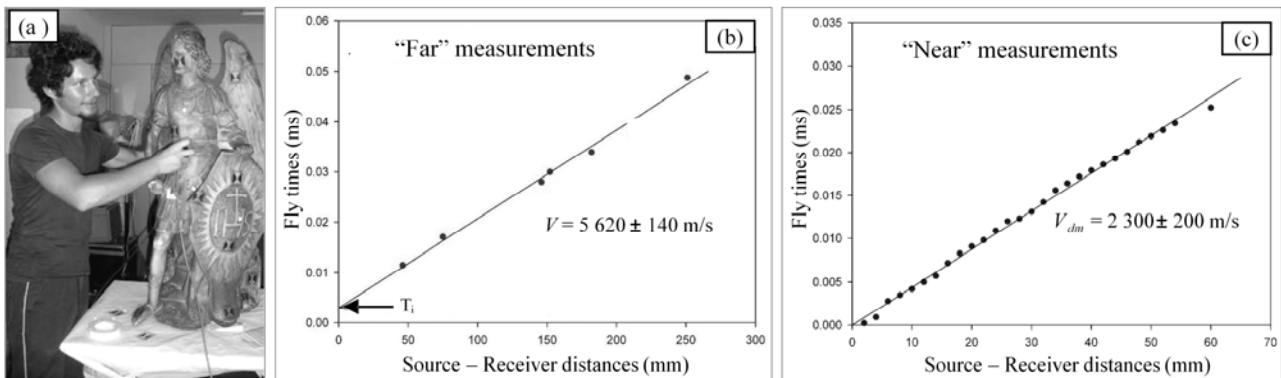 (a )
IHS
(b)
“Far” measurements
Fly times (ms)
0.06
0.05
0.04
0.03
0.02
0.01
0.00
V = 5 620 ± 140 m/s
Ti
0 50 100 150 200 250 300
Source – Receiver distances (mm)
(c)
“Near” measurements
Fly times (ms)
0.035
0.030
0.025
0.020
0.015
0.010
0.005
0.000
Vdm = 2 300 ± 200 m/s
0 10 20 30 40 50 60 70
Source – Receiver distances (mm)